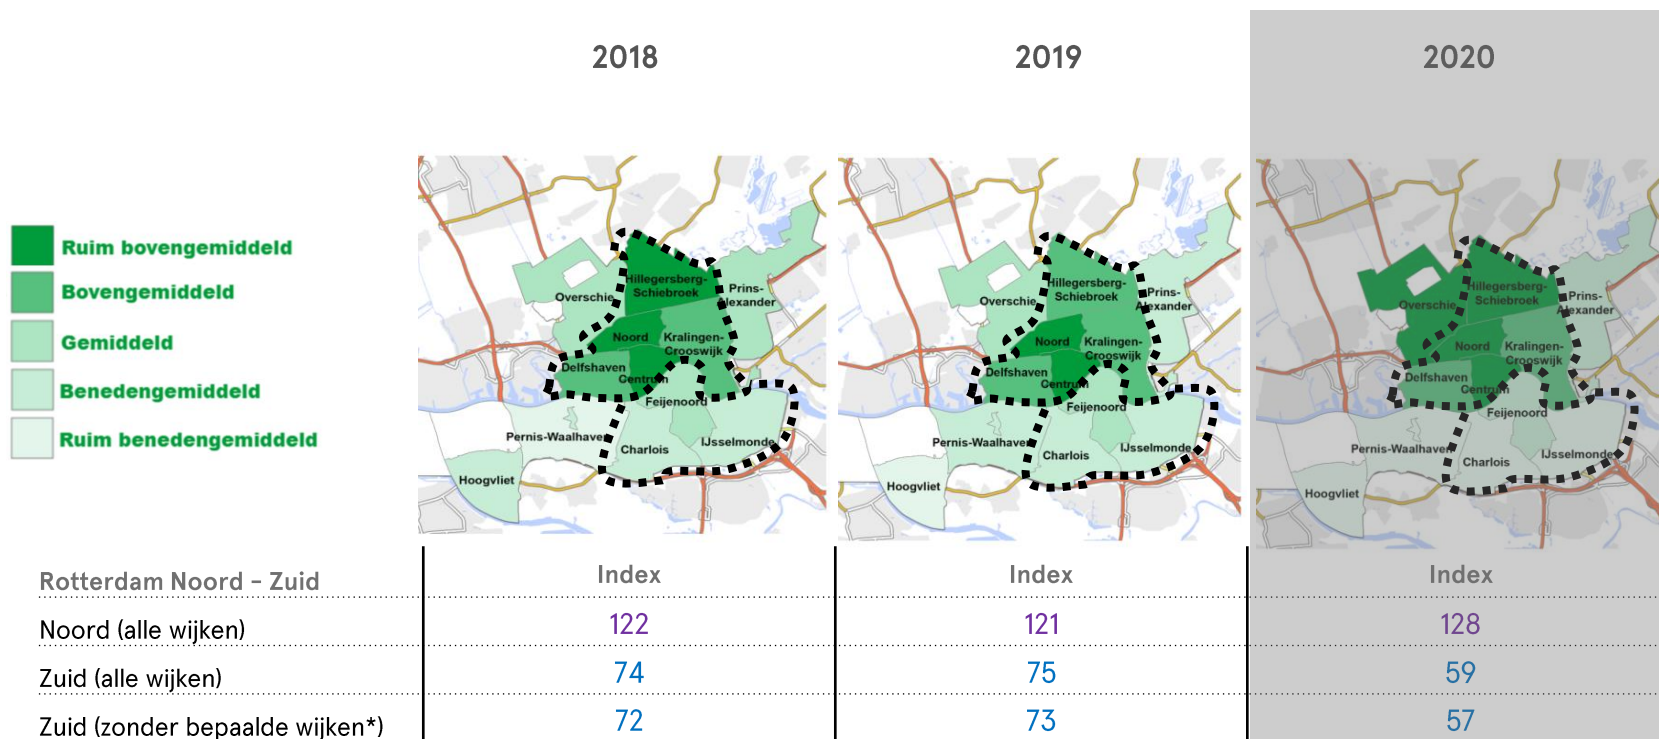 2018
2019
2020
Ruim bovengemiddeld
Bovengemiddeld
Gemiddeld
Benedengemiddeld
Ruim benedengemiddeld
Hillegersberg-
Schiebroek
Overschie
Prins-
Alexander
Noord
Kralingen-
Crooswijk
Delfshaven
Centrum
Feijenoord
Pernis-Waalhaven
Charlois
IJsselmonde
Hoogvliet
Hillegersberg-
Schiebroek
Overschie
Prins-
Alexander
Noord
Kralingen-
Crooswijk
Delfshaven
Centrum
Feijenoord
Pernis-Waalhaven
Charlois
IJsselmonde
Hoogvliet
Hillegersberg-
Schiebroek
Overschie
Prins-
Alexander
Noord
Kralingen-
Crooswijk
Delfshaven
Centrum
Feijenoord
Pernis-Waalhaven
Charlois
IJsselmonde
Hoogvliet
Rotterdam Noord - Zuid Index Index Index
Noord (alle wijken) 122 121 128
Zuid (alle wijken) 74 75 59
Zuid (zonder bepaalde wijken*) 72 73 57